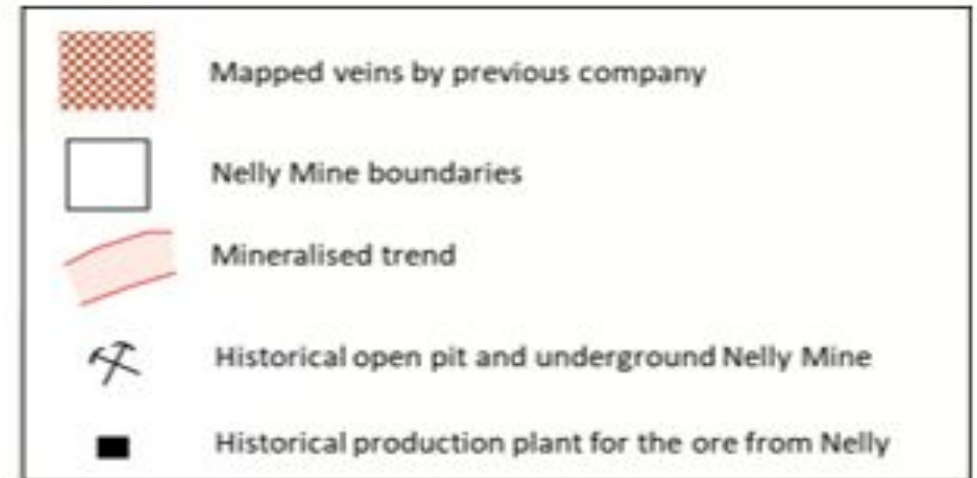 Mapped veins by previous company
Nelly Mine boundaries
Mineralised trend
Historical open pit and underground Nelly Mine
Historical production plant for the ore from Nelly